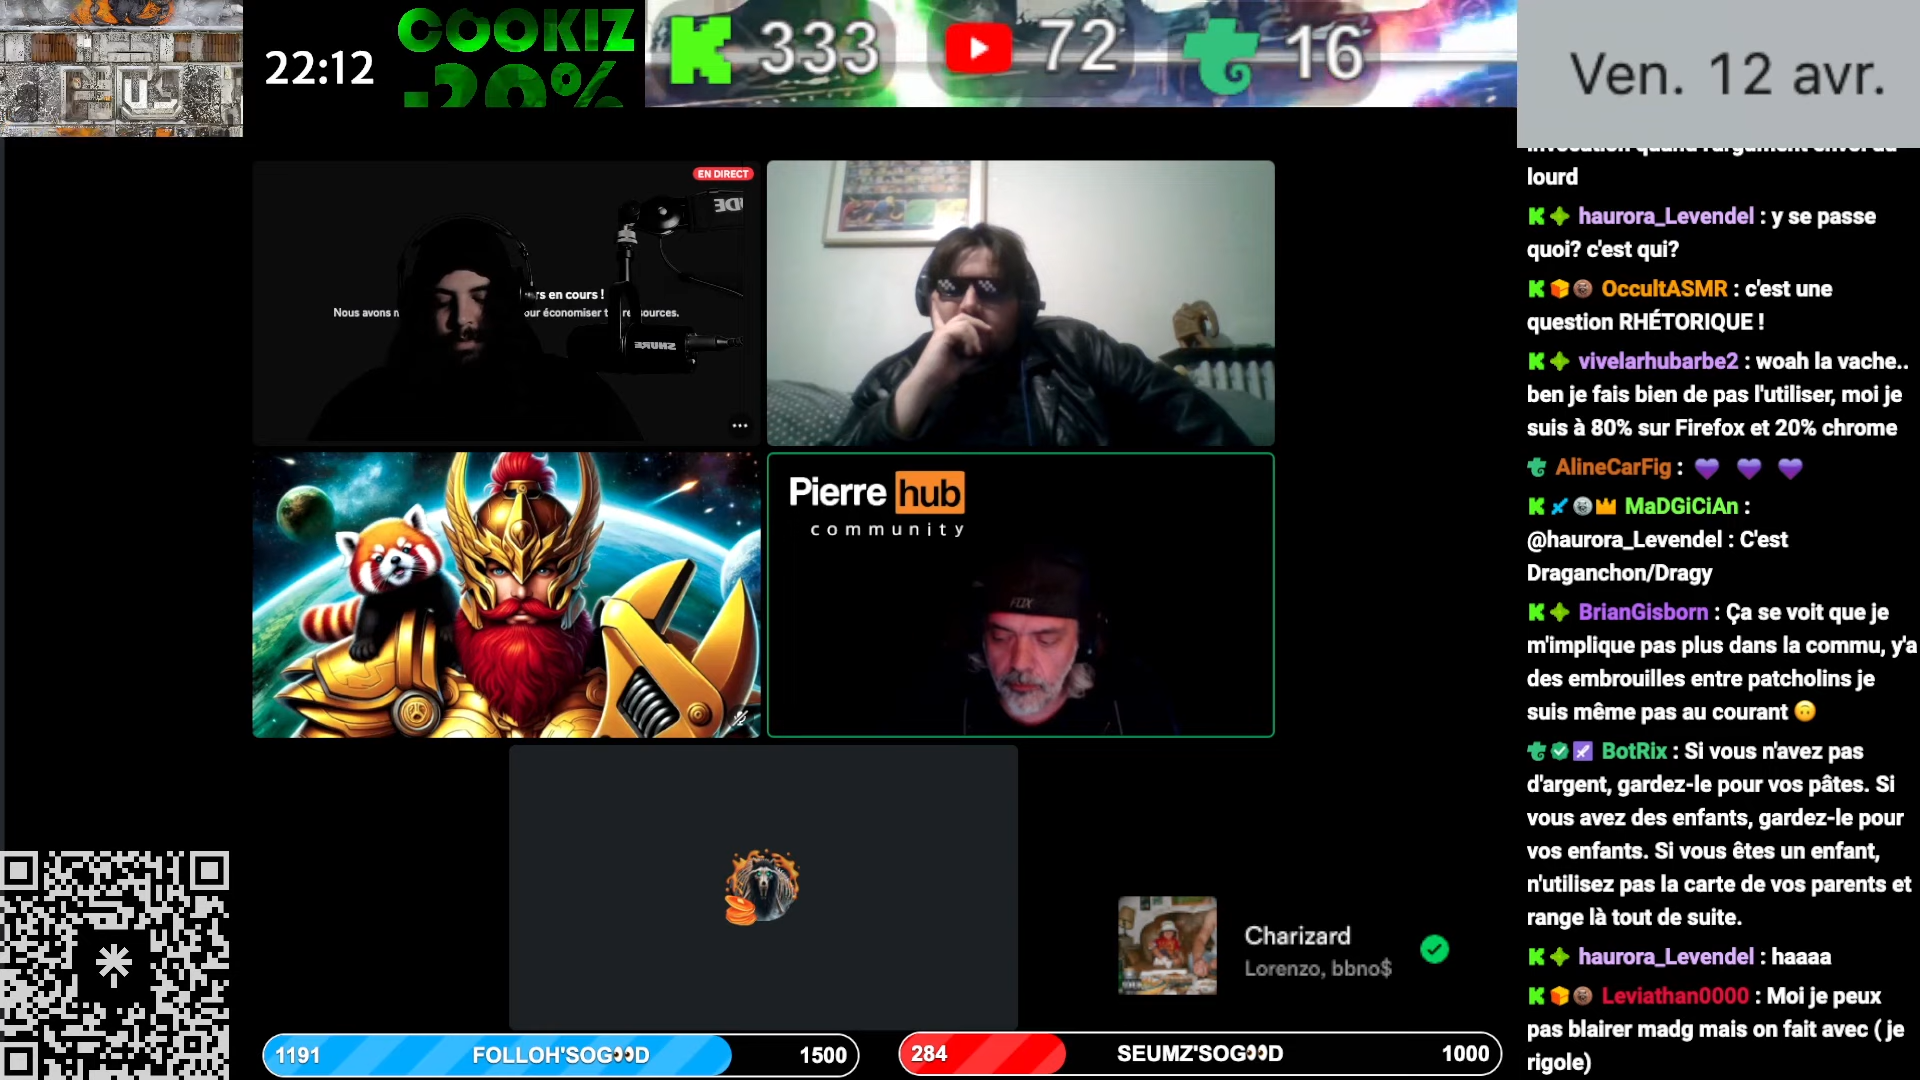 22:12
COOKIZ
-20%
333
72
16
Ven. 12 avr.
lourd
haurora_Levendel : y se passe
quoi? c'est qui?
OccultASMR : c'est une
question RHÉTORIQUE !
vivelarhubarbe2 : woah la vache..
ben je fais bien de pas l'utiliser, moi je
suis à 80% sur Firefox et 20% chrome
AlineCarFig : 💜 💜 💜
MaDGiCiAn :
@haurora_Levendel : C'est
Draganchon/Dragy
BrianGisborn : Ça se voit que je
m'implique pas plus dans la commu, y'a
des embrouilles entre patcholins je
suis même pas au courant 🙃
BotRix : Si vous n'avez pas
d'argent, gardez-le pour vos pâtes. Si
vous avez des enfants, gardez-le pour
vos enfants. Si vous êtes un enfant,
n'utilisez pas la carte de vos parents et
range là tout de suite.
haurora_Levendel : haaaa
Leviathan0000 : Moi je peux
pas blairer madg mais on fait avec ( je
rigole)
EN DIRECT
rs en cours !
Nous avons our économiser ources.
SHURE
Pierre hub
community
FOX
Charizard
Lorenzo, bbno$
1191 FOLLOH'SOG👀D 1500
284 SEUMZ'SOG👀D 1000